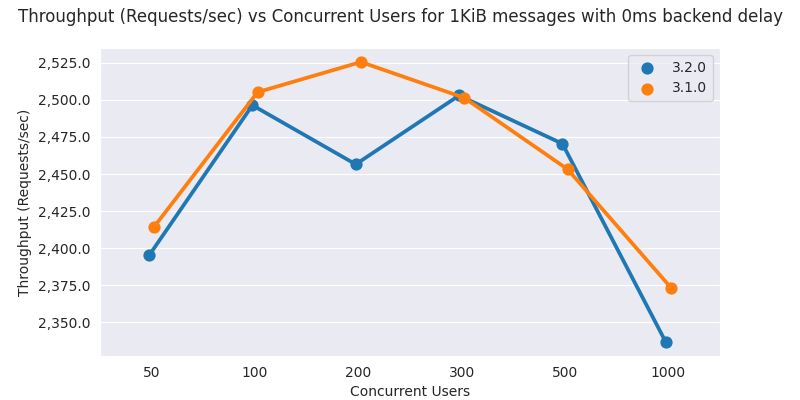 Throughput (Requests/sec) vs Concurrent Users for 1KiB messages with 0ms backend delay
3.2.0
3.1.0
Throughput (Requests/sec)
2,525.0
2,500.0
2,475.0
2,450.0
2,425.0
2,400.0
2,375.0
2,350.0
50 100 200 300 500 1000
Concurrent Users